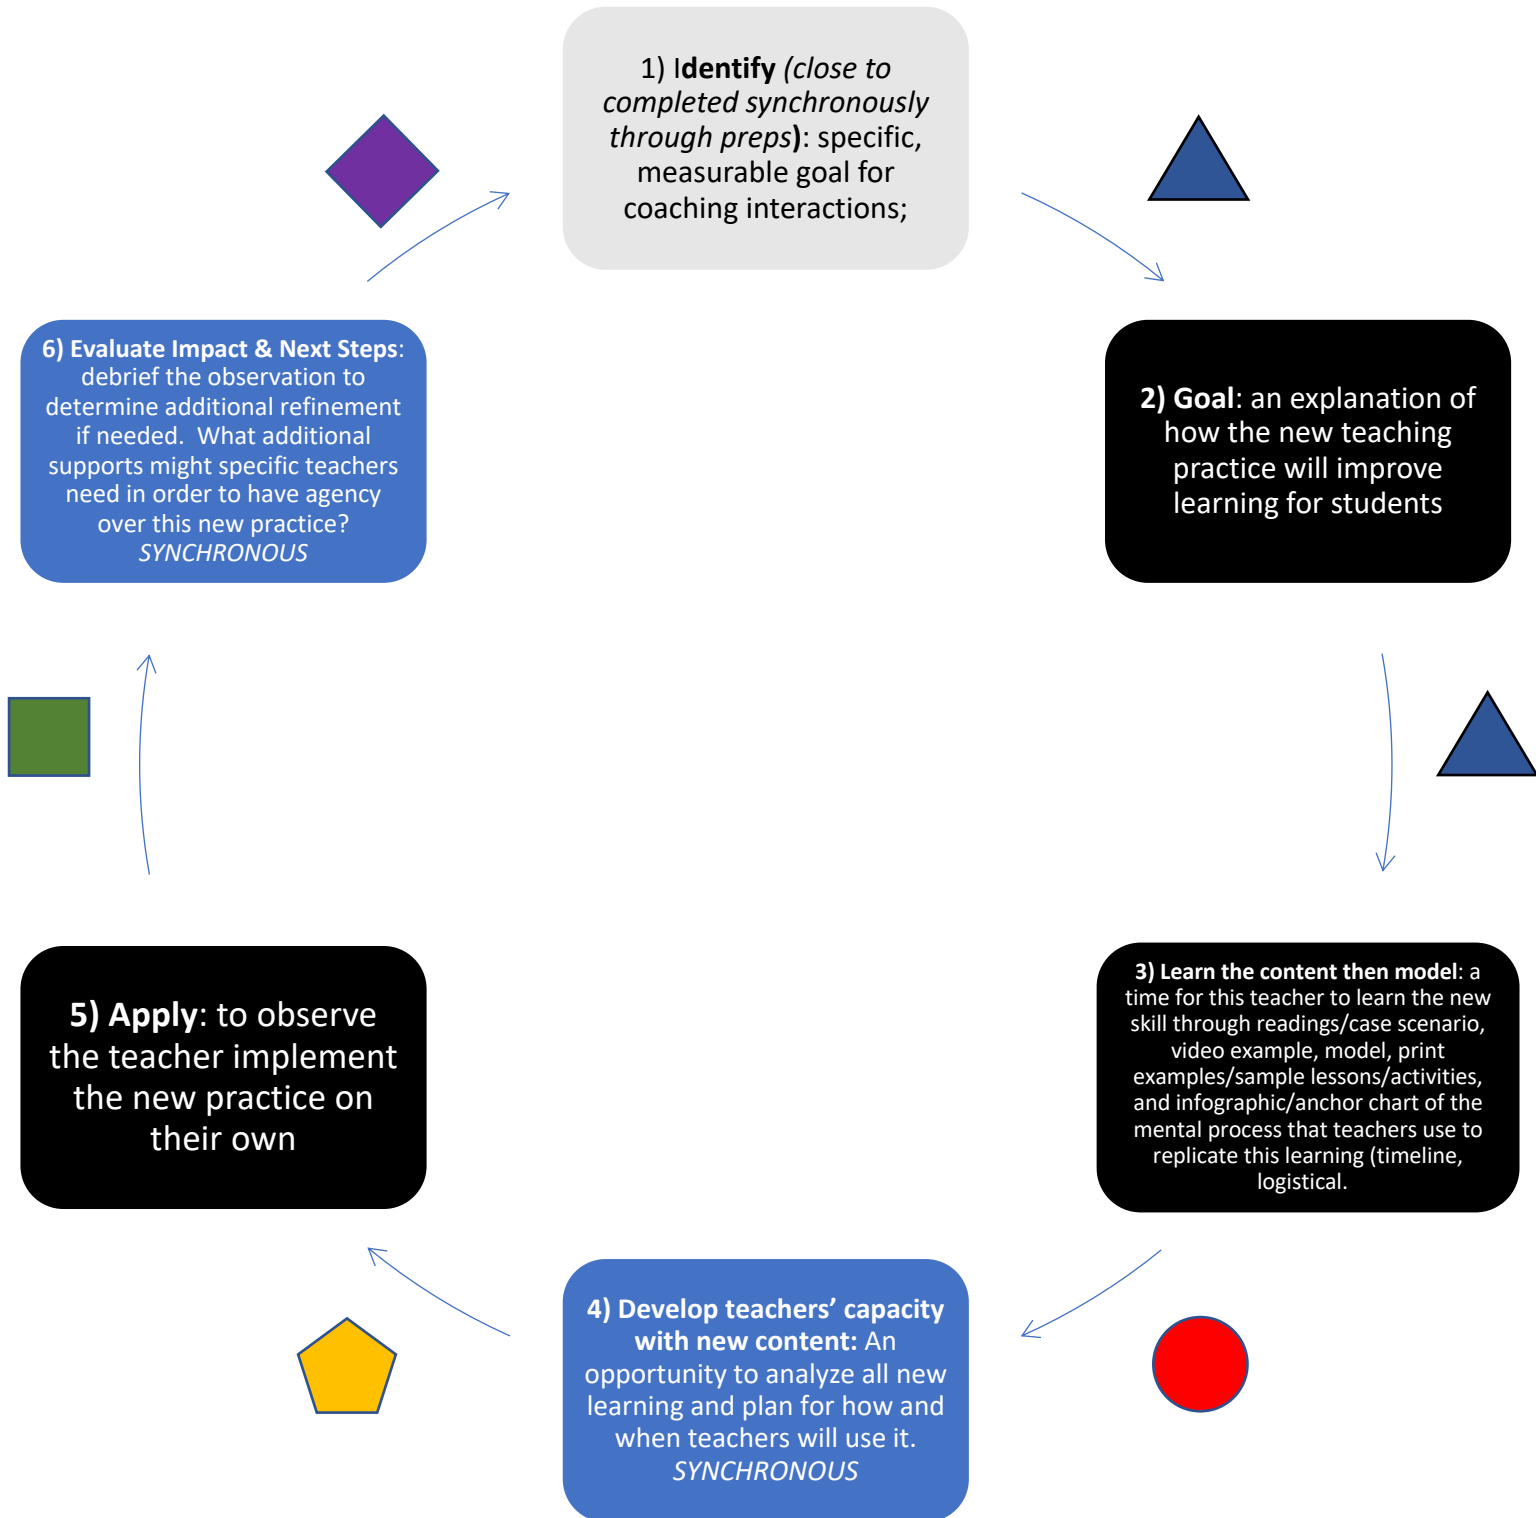 1) Identify (close to
completed synchronously
through preps): specific,
measurable goal for
coaching interactions;
2) Goal: an explanation of
how the new teaching
practice will improve
learning for students
3) Learn the content then model: a
time for this teacher to learn the new
skill through readings/case scenario,
video example, model, print
examples/sample lessons/activities,
and infographic/anchor chart of the
mental process that teachers use to
replicate this learning (timeline,
logistical.
4) Develop teachers’ capacity
with new content: An
opportunity to analyze all new
learning and plan for how and
when teachers will use it.
SYNCHRONOUS
5) Apply: to observe
the teacher implement
the new practice on
their own
6) Evaluate Impact & Next Steps:
debrief the observation to
determine additional refinement
if needed.  What additional
supports might specific teachers
need in order to have agency
over this new practice?
SYNCHRONOUS